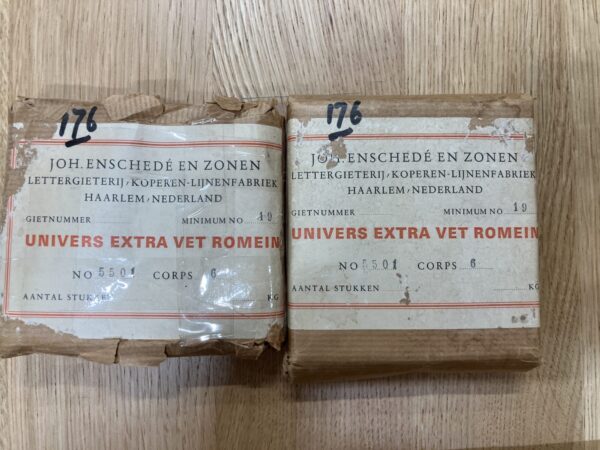 176
JOH. ENSCHEDÉ EN ZONEN
LETTERGIETERIJ, KOPEREN-LIJNENFABRIEK
HAARLEM, NEDERLAND
GIETNUMMER MINIMUM NO 19
UNIVERS EXTRA VET ROMEIN
NO 5501 CORPS 6
AANTAL STUKKEN KG
176
JOH. ENSCHEDÉ EN ZONEN
LETTERGIETERIJ, KOPEREN-LIJNENFABRIEK
HAARLEM, NEDERLAND
GIETNUMMER MINIMUM NO 19
UNIVERS EXTRA VET ROMEIN
NO 5501 CORPS 6
AANTAL STUKKEN KG